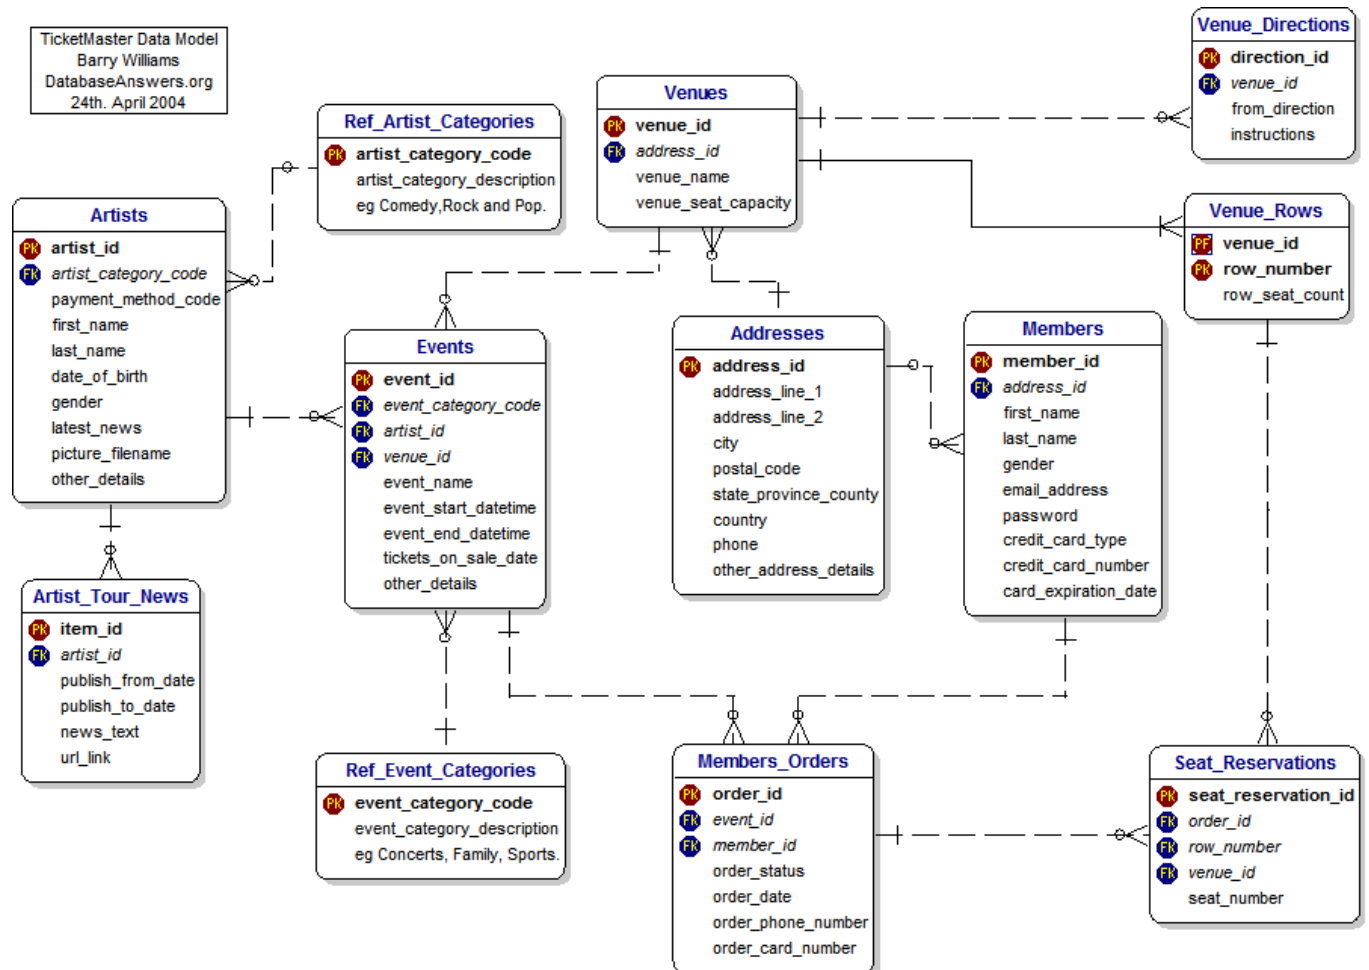 TicketMaster Data Model
Barry Williams
DatabaseAnswers.org
24th. April 2004
Ref_Artist_Categories
PK artist_category_code
artist_category_description
eg Comedy,Rock and Pop.
Venues
PK venue_id
FK address_id
venue_name
venue_seat_capacity
Venue_Directions
PK direction_id
FK venue_id
from_direction
instructions
Artists
PK artist_id
FK artist_category_code
payment_method_code
first_name
last_name
date_of_birth
gender
latest_news
picture_filename
other_details
Venue_Rows
PF venue_id
PK row_number
row_seat_count
Events
PK event_id
FK event_category_code
FK artist_id
FK venue_id
event_name
event_start_datetime
event_end_datetime
tickets_on_sale_date
other_details
Addresses
PK address_id
address_line_1
address_line_2
city
postal_code
state_province_county
country
phone
other_address_details
Members
PK member_id
FK address_id
first_name
last_name
gender
email_address
password
credit_card_type
credit_card_number
card_expiration_date
Artist_Tour_News
PK item_id
FK artist_id
publish_from_date
publish_to_date
news_text
url_link
Ref_Event_Categories
PK event_category_code
event_category_description
eg Concerts, Family, Sports.
Members_Orders
PK order_id
FK event_id
FK member_id
order_status
order_date
order_phone_number
order_card_number
Seat_Reservations
PK seat_reservation_id
FK order_id
FK row_number
FK venue_id
seat_number